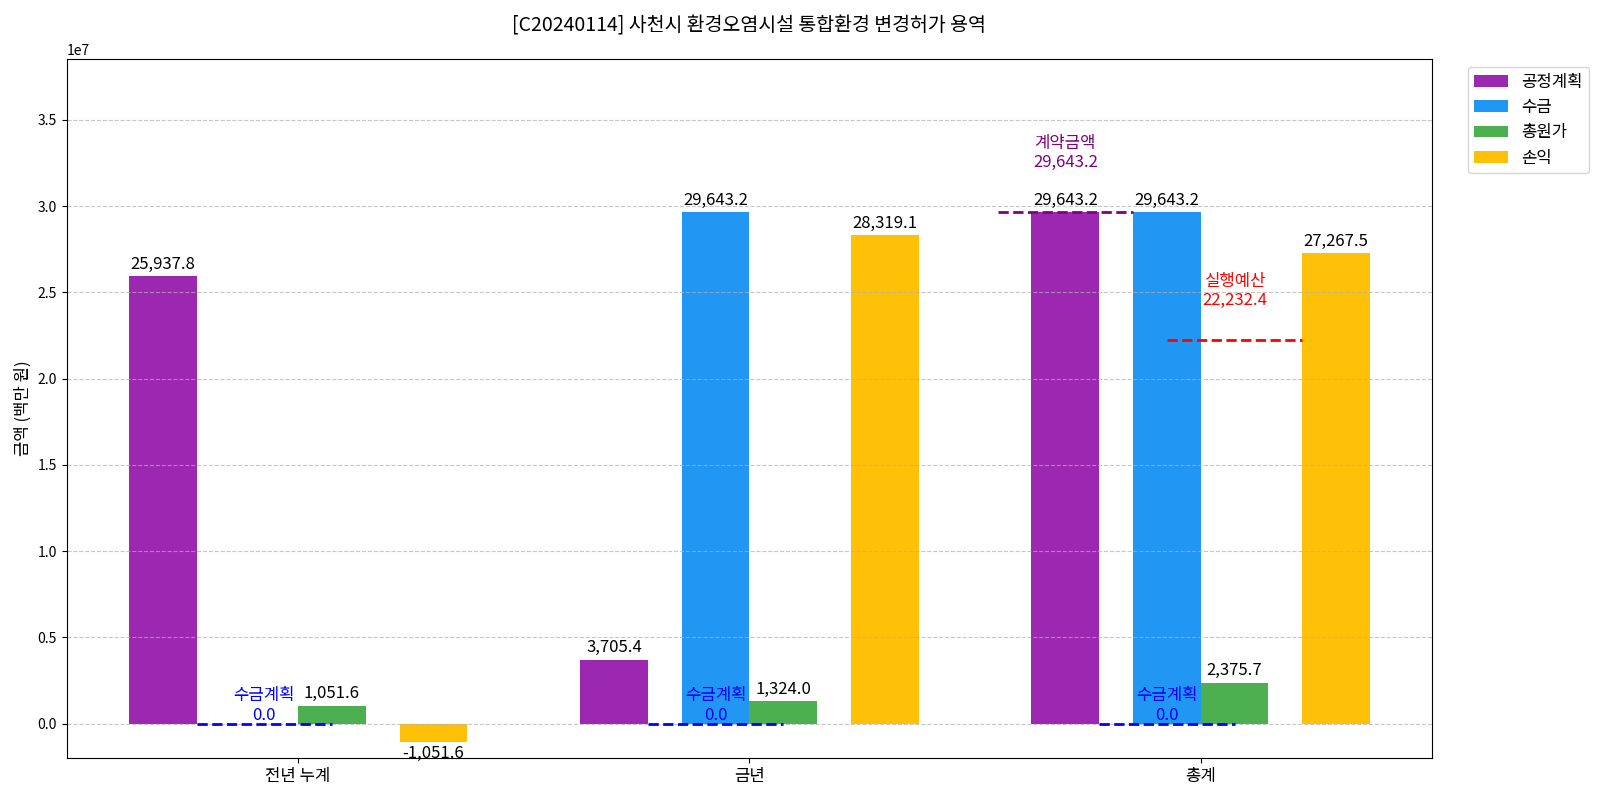 [C20240114] 사천시 환경오염시설 통합환경 변경허가 용역
1e7
공정계획
수금
총원가
손익
금액 (백만 원)
3.5
3.0
2.5
2.0
1.5
1.0
0.5
0.0
25,937.8
수금계획
0.0
1,051.6
-1,051.6
3,705.4
29,643.2
수금계획
0.0
1,324.0
28,319.1
계약금액
29,643.2
29,643.2
29,643.2
수금계획
0.0
실행예산
22,232.4
2,375.7
27,267.5
전년 누계
금년
총계